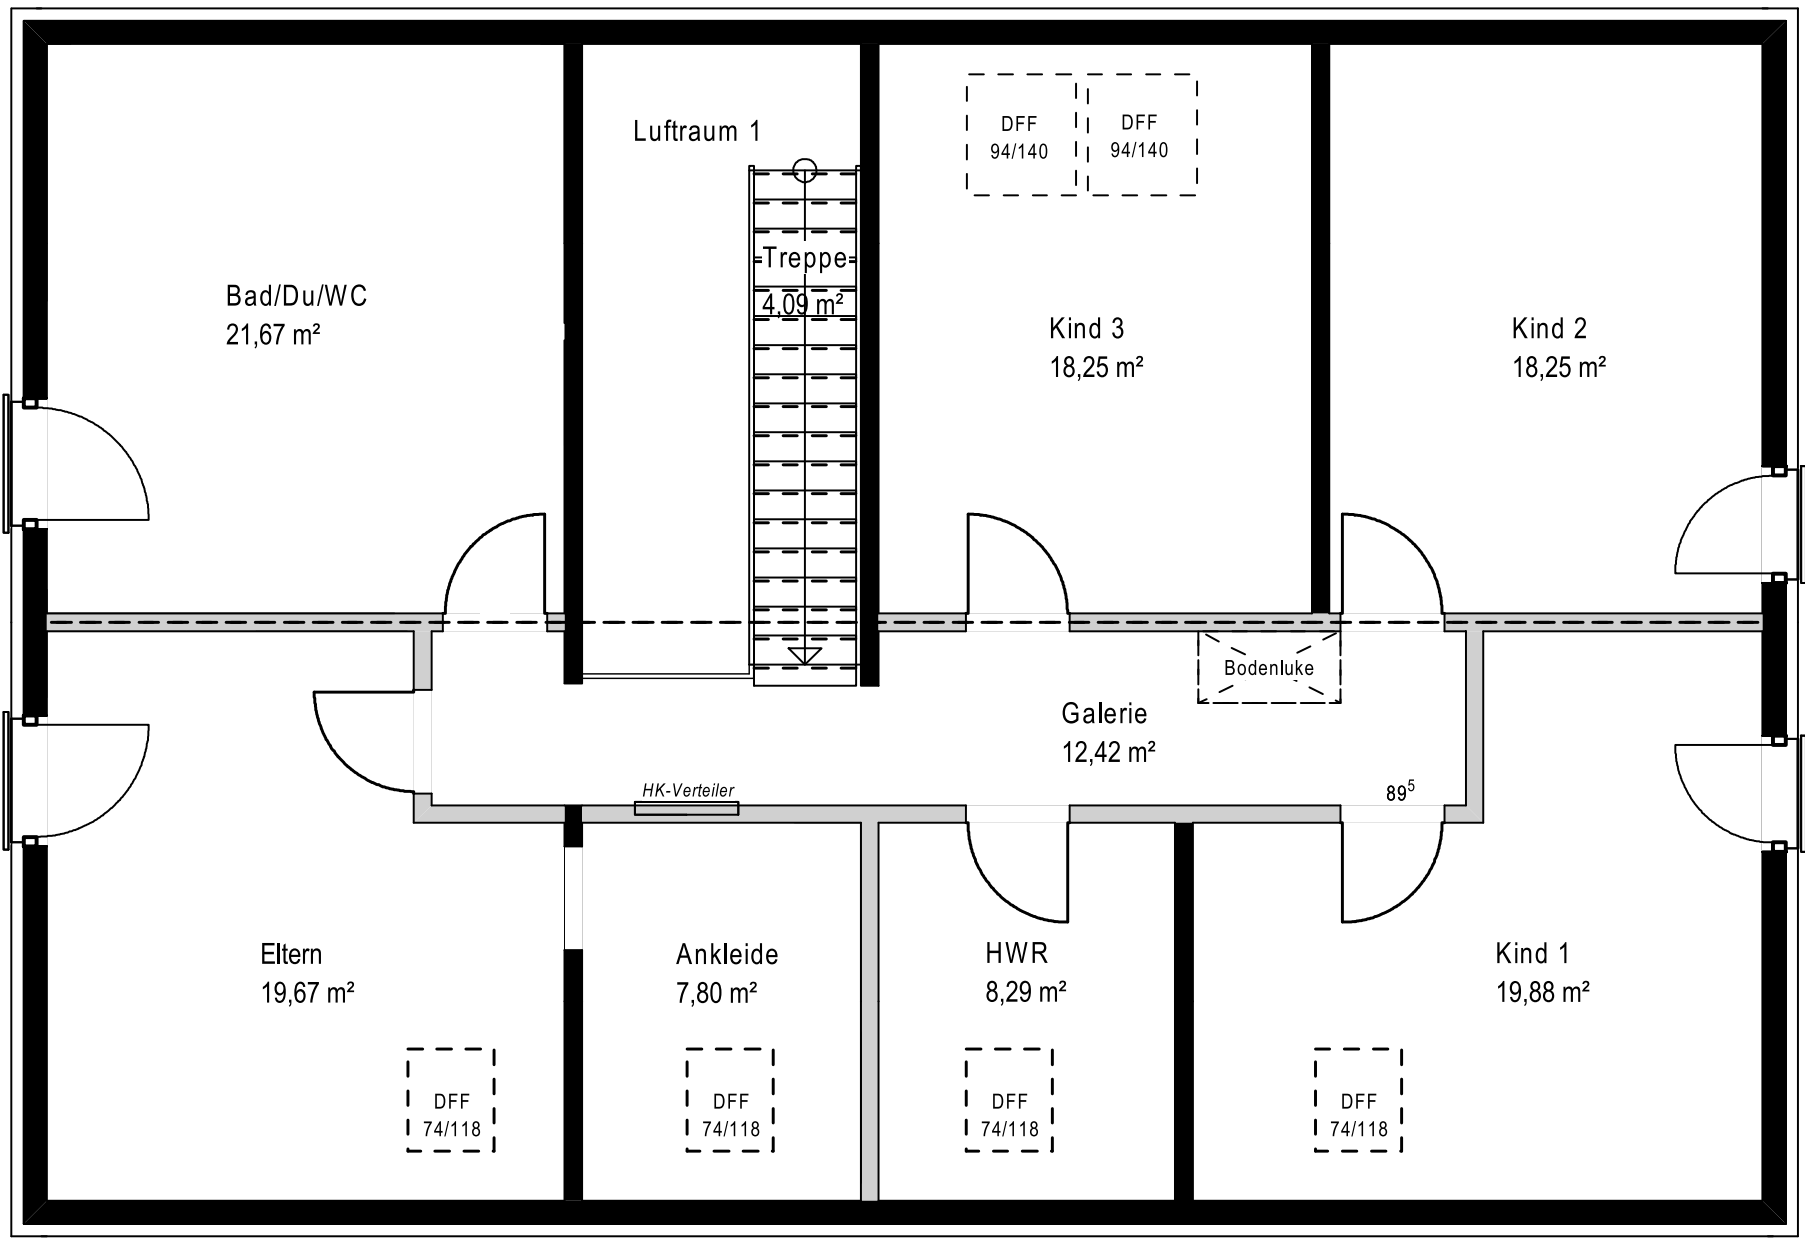 Luftraum 1
DFF
94/140
DFF
94/140
Treppe
4,09 m²
Bad/Du/WC
21,67 m²
Kind 3
18,25 m²
Kind 2
18,25 m²
Bodenluke
Galerie
12,42 m²
HK-Verteiler
89⁵
Eltern
19,67 m²
Ankleide
7,80 m²
HWR
8,29 m²
Kind 1
19,88 m²
DFF
74/118
DFF
74/118
DFF
74/118
DFF
74/118